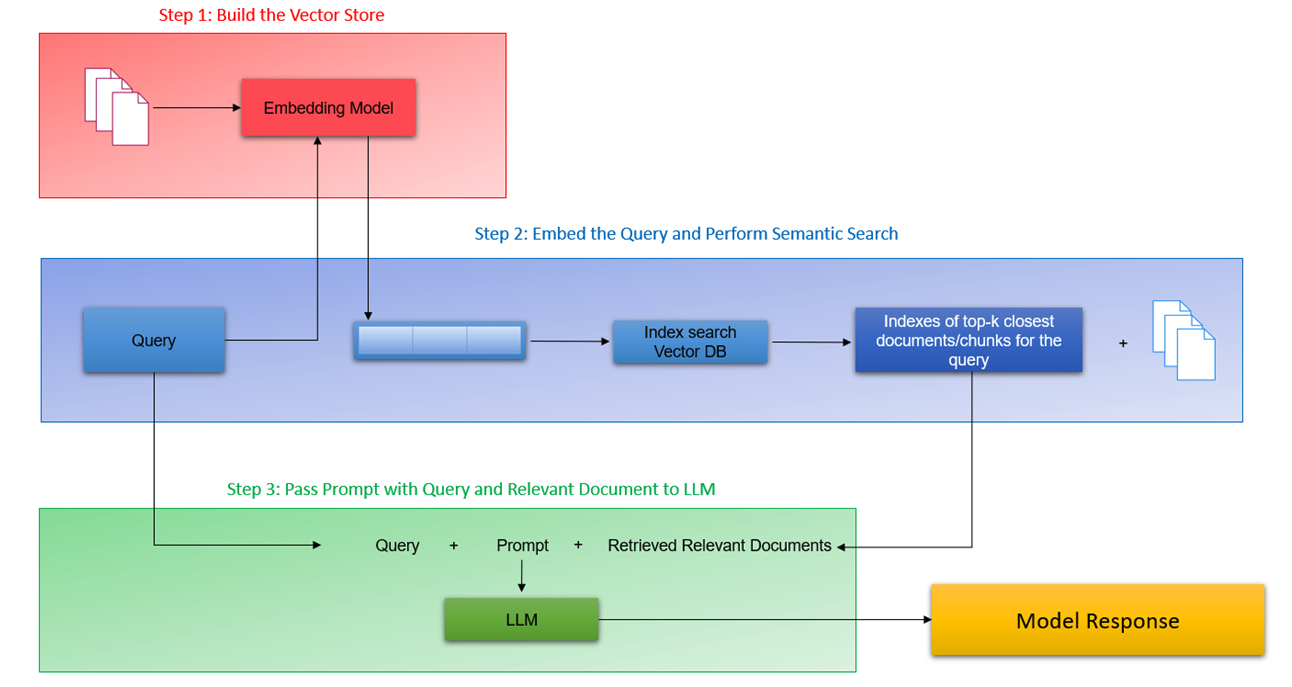 Step 1: Build the Vector Store
Embedding Model
Step 2: Embed the Query and Perform Semantic Search
Query
Index search
Vector DB
Indexes of top-k closest
documents/chunks for the
query
+
Step 3: Pass Prompt with Query and Relevant Document to LLM
Query + Prompt + Retrieved Relevant Documents
LLM
Model Response